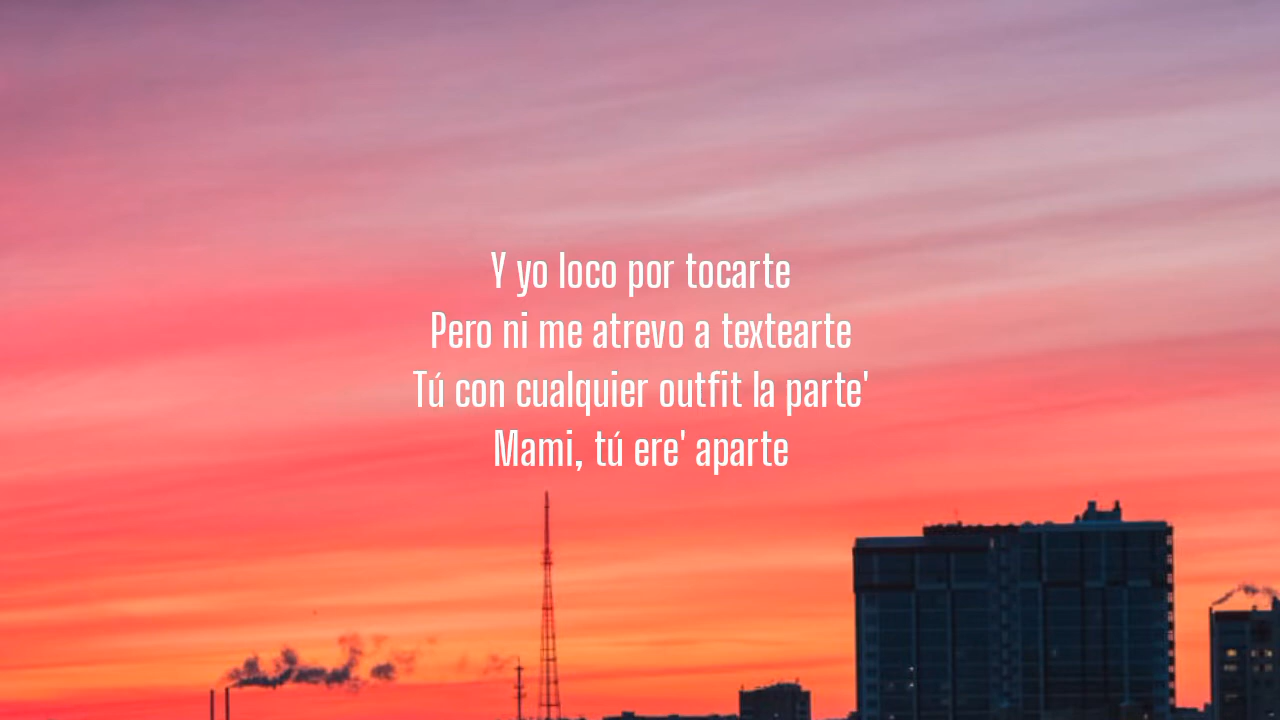 Y yo loco por tocarte
Pero ni me atrevo a textearte
Tú con cualquier outfit la parte'
Mami, tú ere' aparte